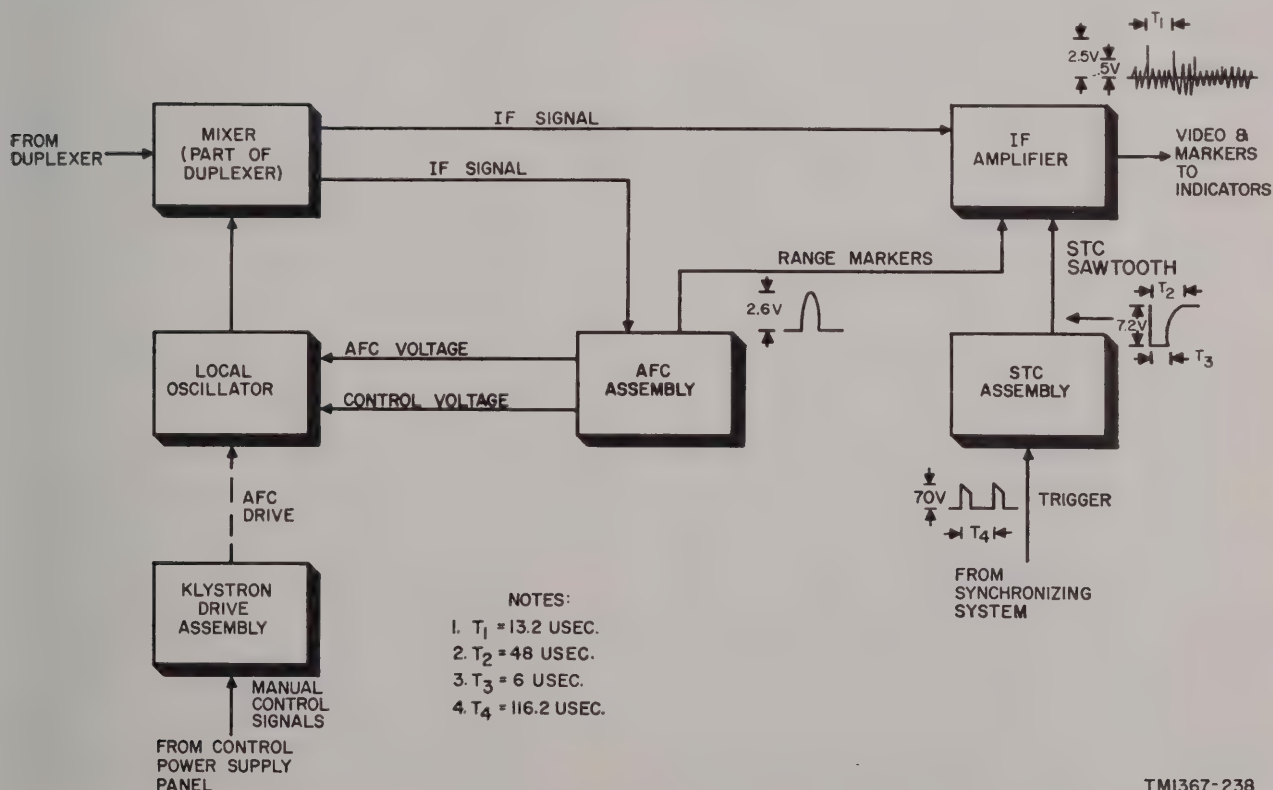 T1
2.5V
.5V
FROM
DUPLEXER
MIXER
(PART OF
DUPLEXER)
IF SIGNAL
IF SIGNAL
IF
AMPLIFIER
VIDEO &
MARKERS
TO
INDICATORS
RANGE MARKERS
2.6V
STC
SAWTOOTH
T2
7.2V
T3
LOCAL
OSCILLATOR
AFC VOLTAGE
CONTROL VOLTAGE
AFC
ASSEMBLY
STC
ASSEMBLY
AFC
DRIVE
70V
T4
TRIGGER
FROM
SYNCHRONIZING
SYSTEM
KLYSTRON
DRIVE
ASSEMBLY
MANUAL
CONTROL
SIGNALS
FROM CONTROL
POWER SUPPLY
PANEL
NOTES:
1. T1 = 13.2 USEC.
2. T2 = 48 USEC.
3. T3 = 6 USEC.
4. T4 = 116.2 USEC.
TM1367-238